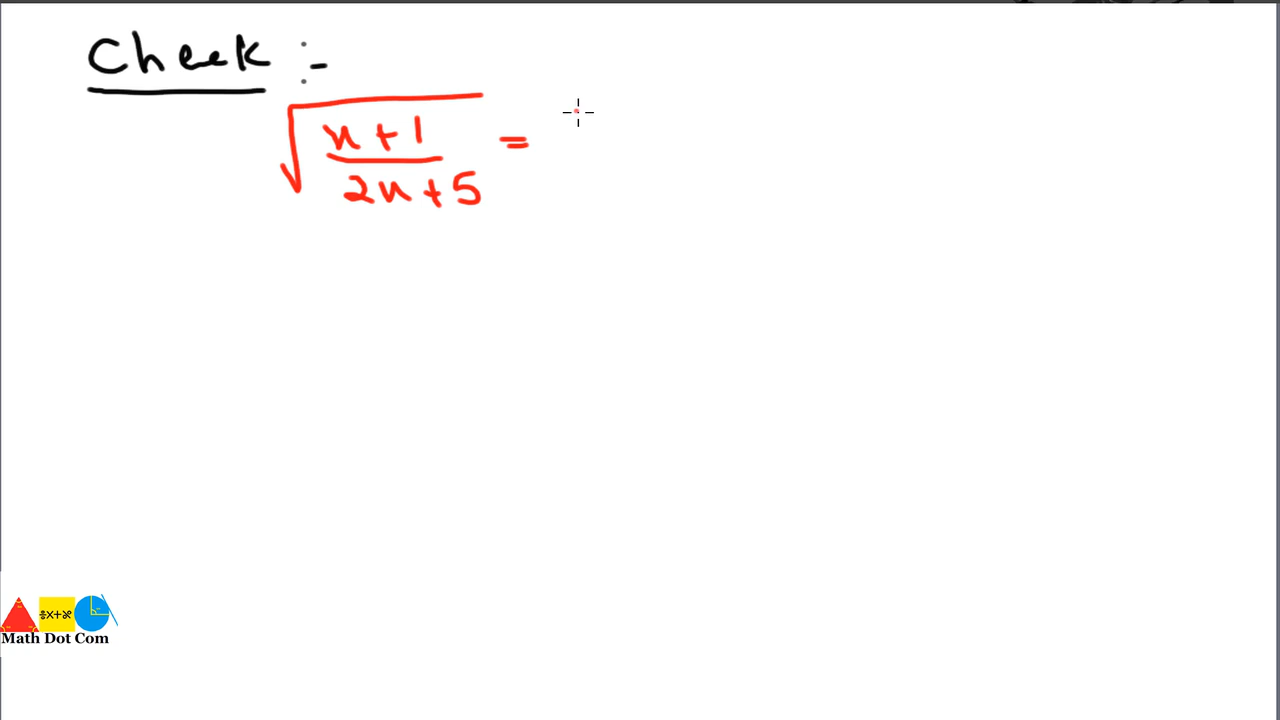 Check :-
√(x+1 / 2x+5) =
÷X+
Math Dot Com